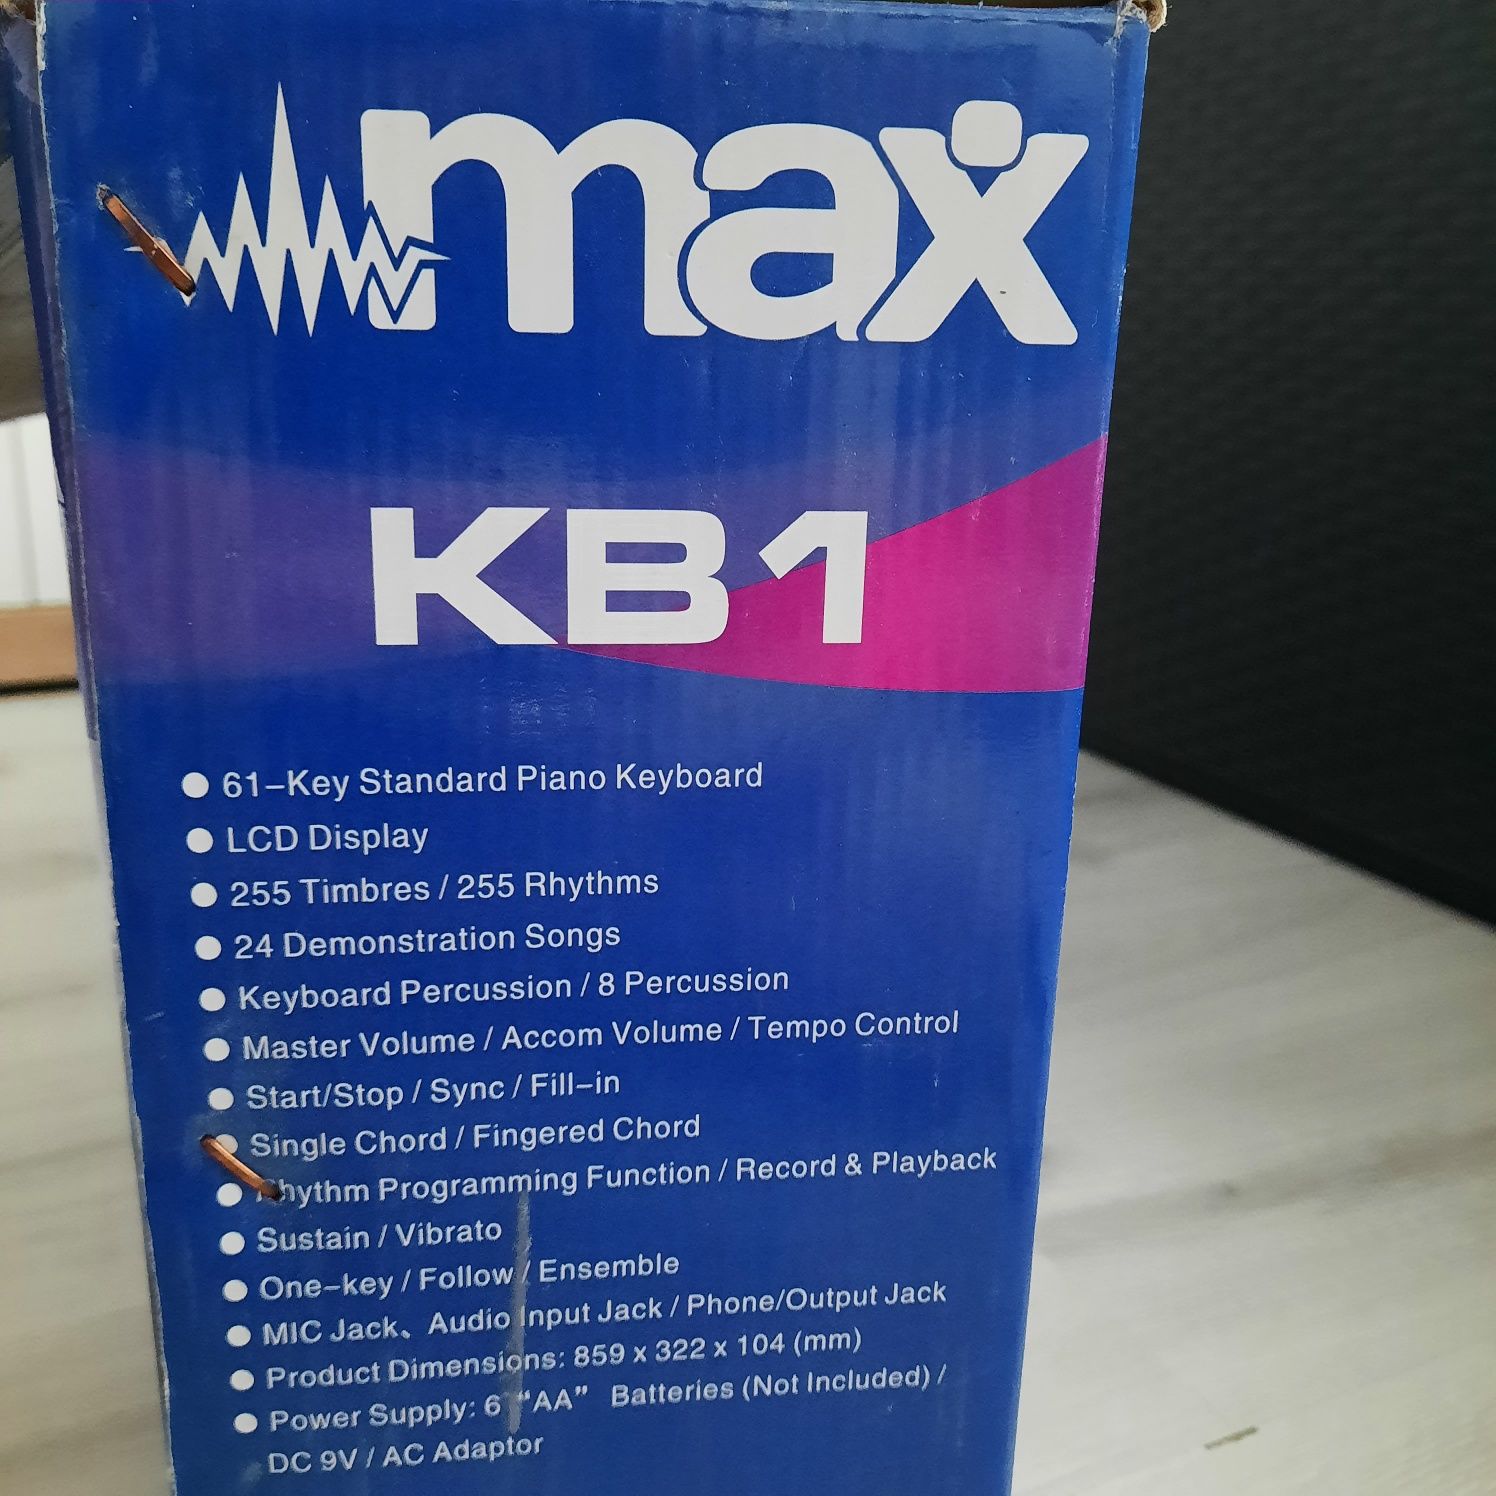 max
KB1
61-Key Standard Piano Keyboard
LCD Display
255 Timbres / 255 Rhythms
24 Demonstration Songs
Keyboard Percussion / 8 Percussion
Master Volume / Accom Volume / Tempo Control
Start/Stop / Sync / Fill-in
Single Chord / Fingered Chord
Rhythm Programming Function / Record & Playback
Sustain / Vibrato
One-key / Follow / Ensemble
MIC Jack、Audio Input Jack / Phone/Output Jack
Product Dimensions: 859 x 322 x 104 (mm)
Power Supply: 6 “AA” Batteries (Not Included) /
DC 9V / AC Adaptor